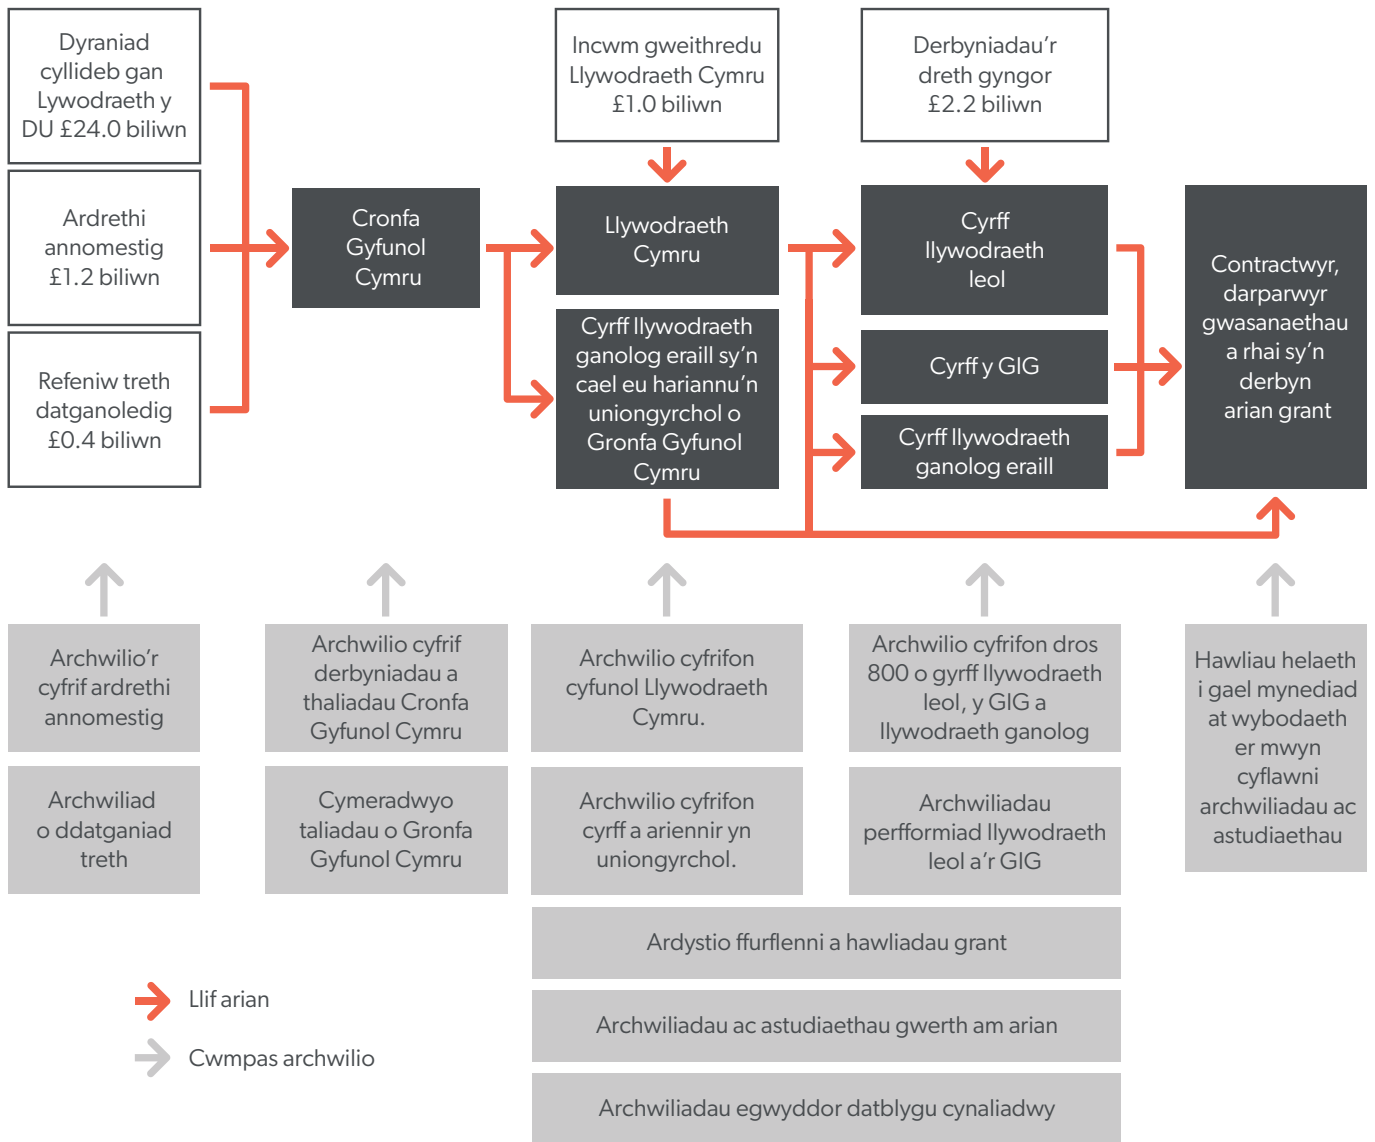 Dyraniad
cyllideb gan
Lywodraeth y
DU £24.0 biliwn
Ardrethi
annomestig
£1.2 biliwn
Refeniw treth
datganoledig
£0.4 biliwn
Cronfa
Gyfunol
Cymru
Incwm gweithredu
Llywodraeth Cymru
£1.0 biliwn
Llywodraeth
Cymru
Cyrff llywodraeth
ganolog eraill sy’n
cael eu hariannu’n
uniongyrchol o
Gronfa Gyfunol
Cymru
Derbyniadau’r
dreth gyngor
£2.2 biliwn
Cyrff
llywodraeth
leol
Cyrff y GIG
Cyrff llywodraeth
ganolog eraill
Contractwyr,
darparwyr
gwasanaethau
a rhai sy’n
derbyn
arian grant
Archwilio’r
cyfrif ardrethi
annomestig
Archwiliad
o ddatganiad
treth
Archwilio cyfrif
derbyniadau a
thaliadau Cronfa
Gyfunol Cymru
Cymeradwyo
taliadau o Gronfa
Gyfunol Cymru
Archwilio cyfrifon
cyfunol Llywodraeth
Cymru.
Archwilio cyfrifon
cyrff a ariennir yn
uniongyrchol.
Archwilio cyfrifon dros
800 o gyrff llywodraeth
leol, y GIG a
llywodraeth ganolog
Archwiliadau
perfformiad llywodraeth
leol a’r GIG
Hawliau helaeth
i gael mynediad
at wybodaeth
er mwyn
cyflawni
archwiliadau ac
astudiaethau
Ardystio ffurflenni a hawliadau grant
Archwiliadau ac astudiaethau gwerth am arian
Archwiliadau egwyddor datblygu cynaliadwy
Llif arian
Cwmpas archwilio